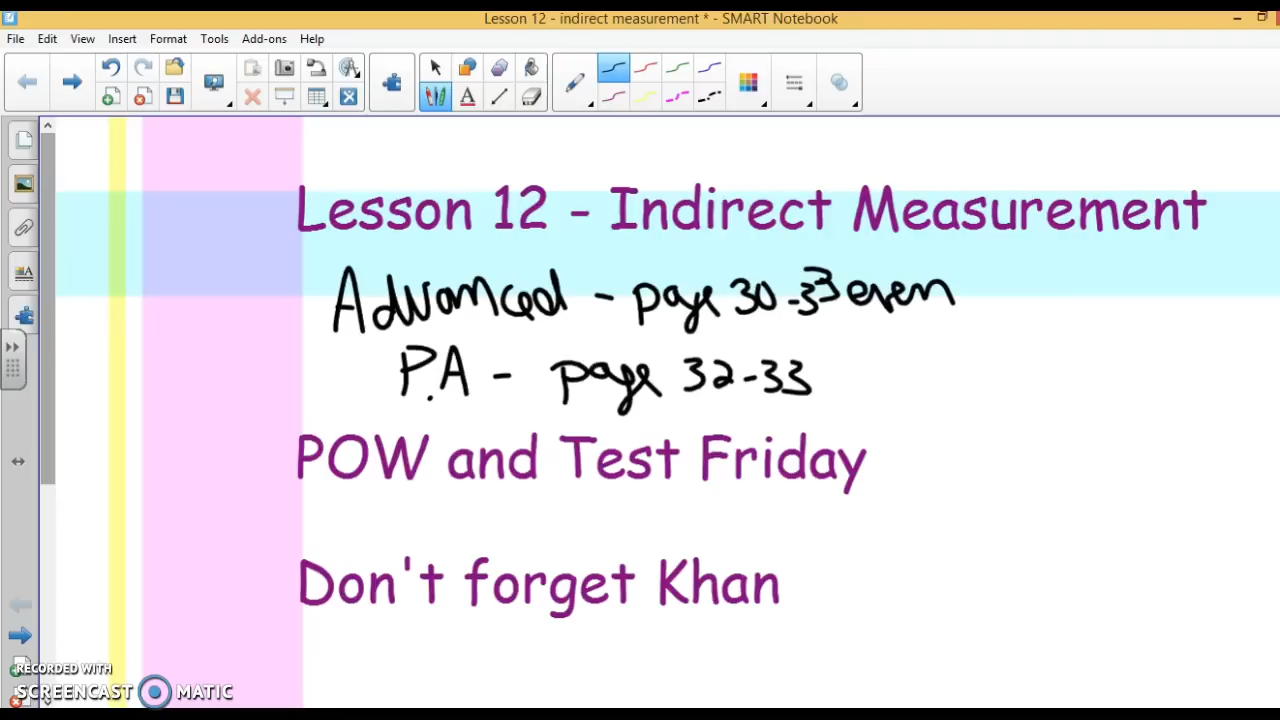 Lesson 12 - indirect measurement * - SMART Notebook
File Edit View Insert Format Tools Add-ons Help
Lesson 12 - Indirect Measurement
Advanced - page 30-33 even
P.A - page 32-33
POW and Test Friday
Don't forget Khan
RECORDED WITH
SCREENCAST MATIC